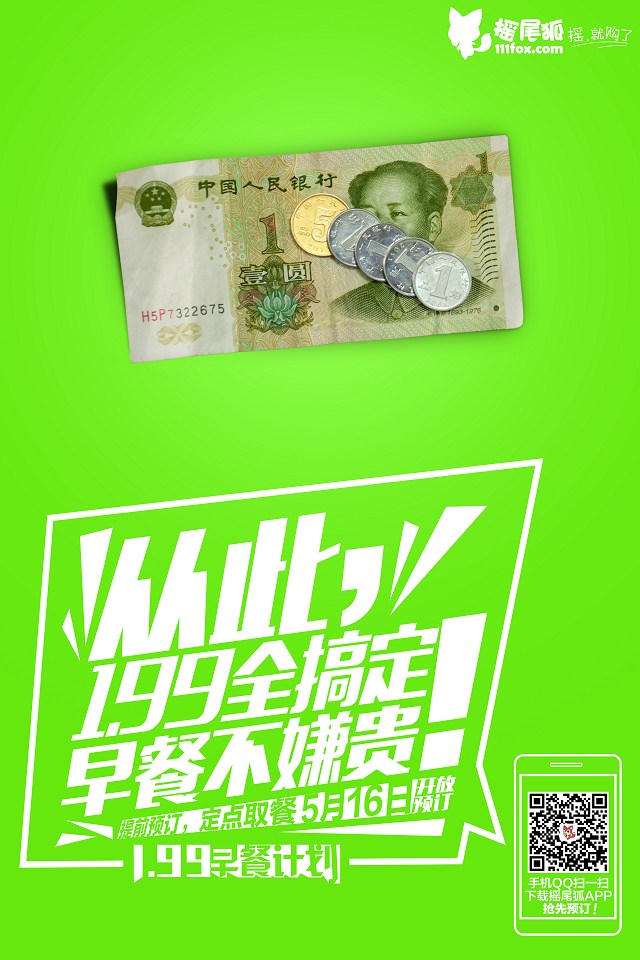 摇尾狐 摇,就购了
111fox.com
中国人民银行
1
1
壹圆
5
1
1
1
1
H5P7322675
1893-1976
从此,
1.99全搞定
早餐不嫌贵!
提前预订,定点取餐5月16日开放预订
1.99早餐计划
手机QQ扫一扫
下载摇尾狐APP
抢先预订!